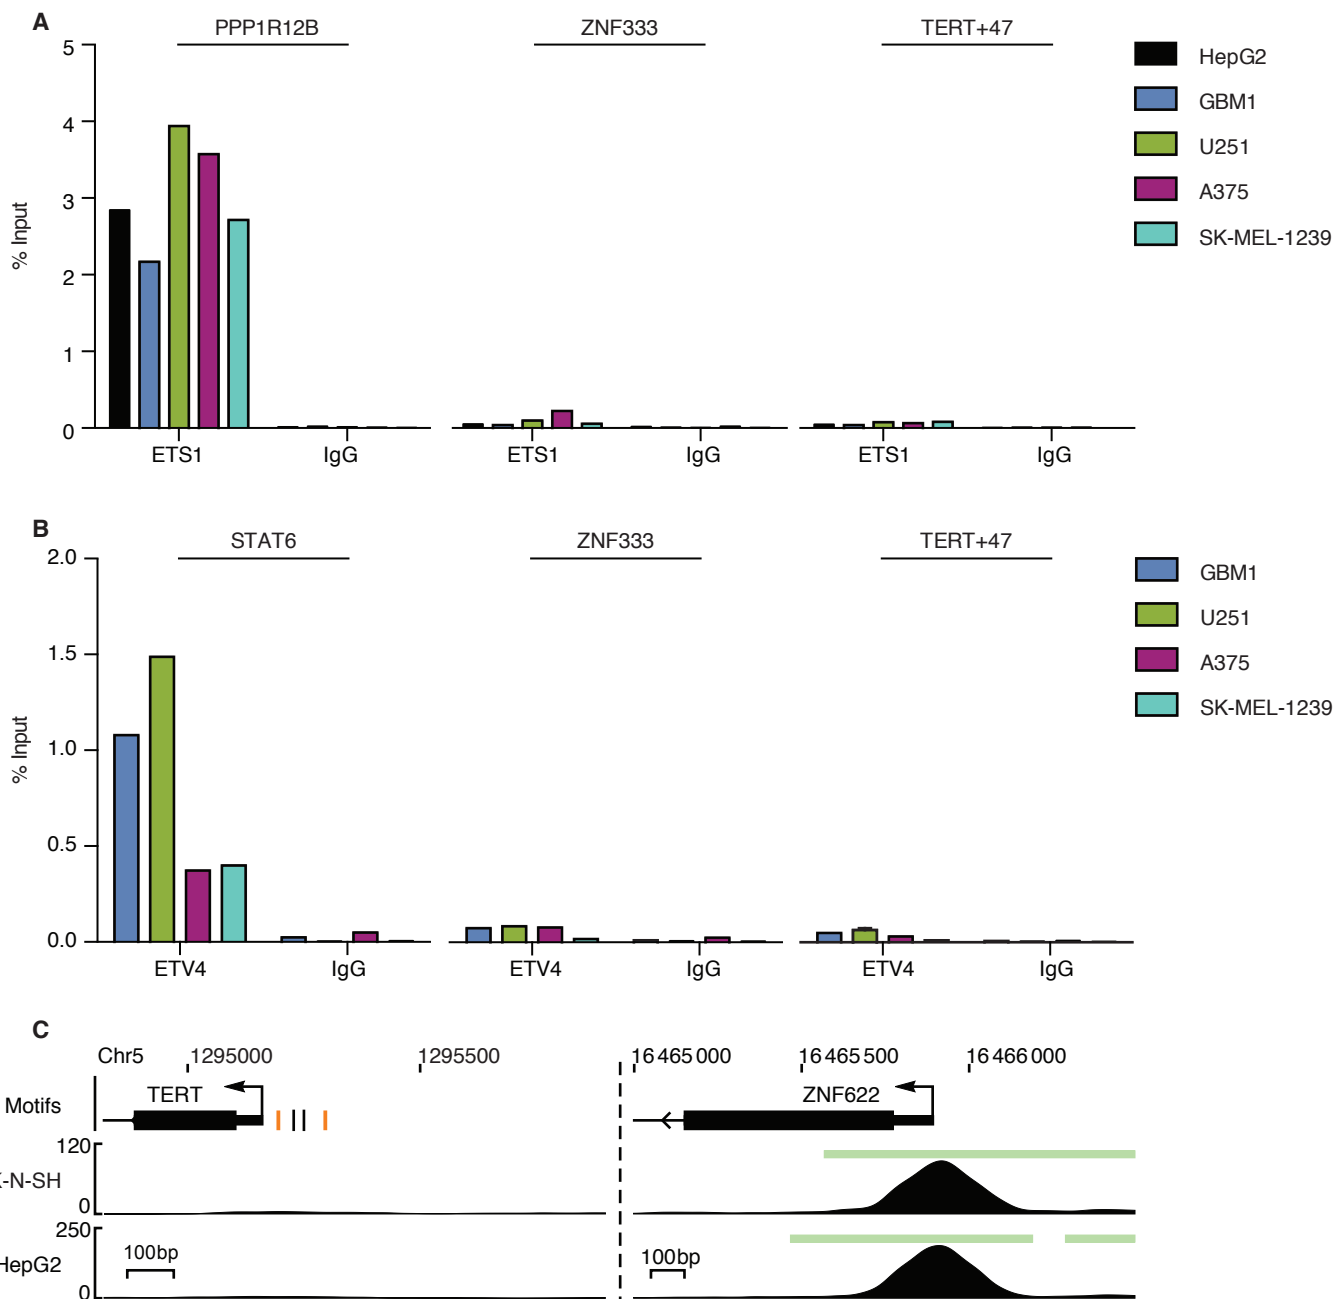 A
PPP1R12B ZNF333 TERT+47
5
4
3
2
1
0
% Input
ETS1 IgG ETS1 IgG ETS1 IgG
HepG2
GBM1
U251
A375
SK-MEL-1239
B
STAT6 ZNF333 TERT+47
2.0
1.5
1.0
0.5
0.0
% Input
ETV4 IgG ETV4 IgG ETV4 IgG
GBM1
U251
A375
SK-MEL-1239
C
Chr5 1295000 1295500 16 465 000 16 465 500 16 466 000
Motifs TERT ZNF622
120
K-N-SH
0
250
HepG2 100bp 100bp
0